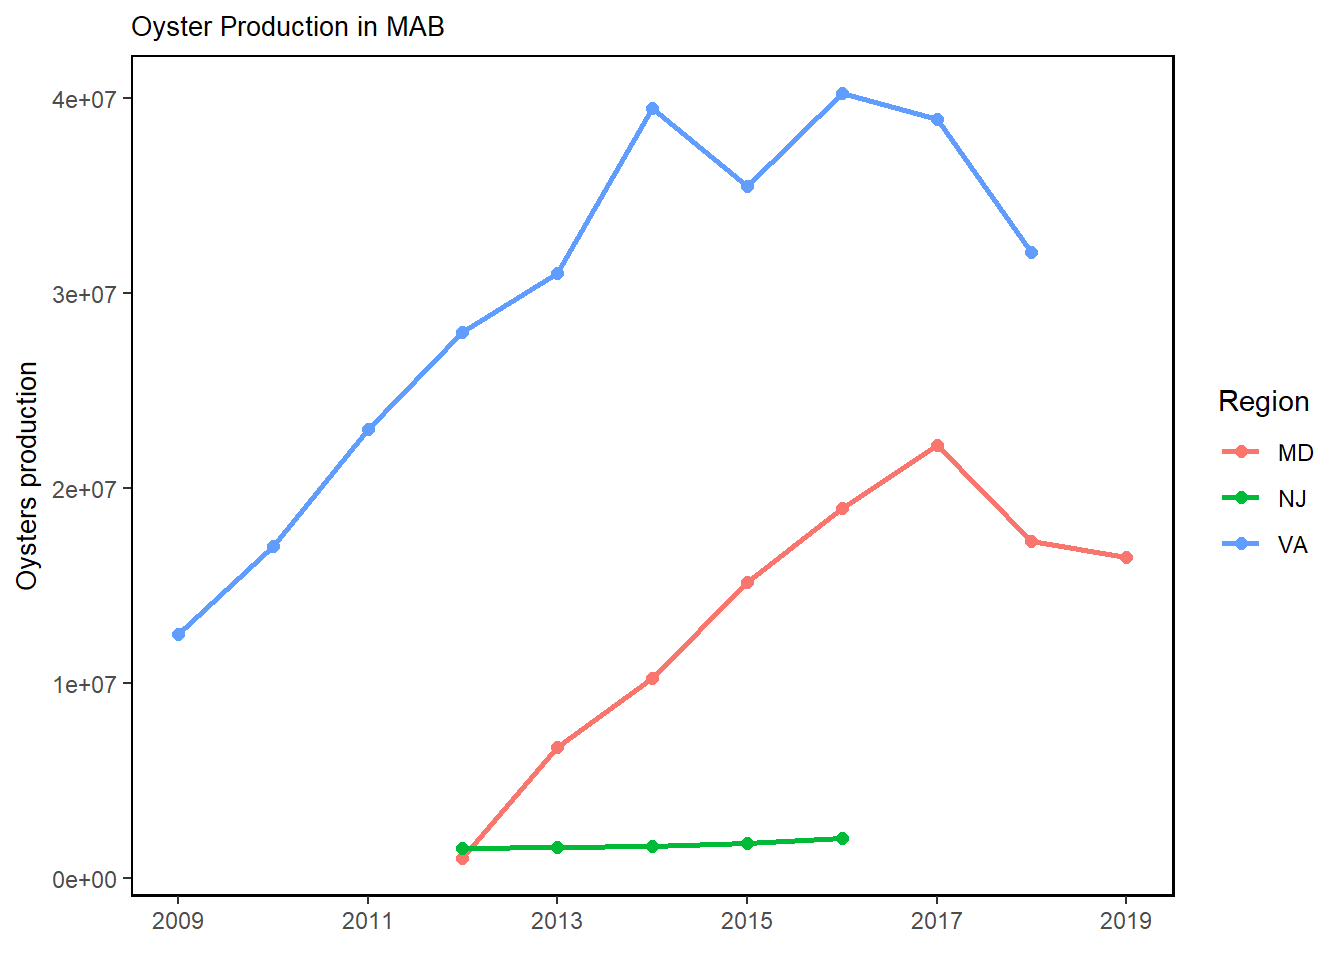 Oyster Production in MAB
Oysters production
4e+07
3e+07
2e+07
1e+07
0e+00
2009 2011 2013 2015 2017 2019
Region
MD
NJ
VA